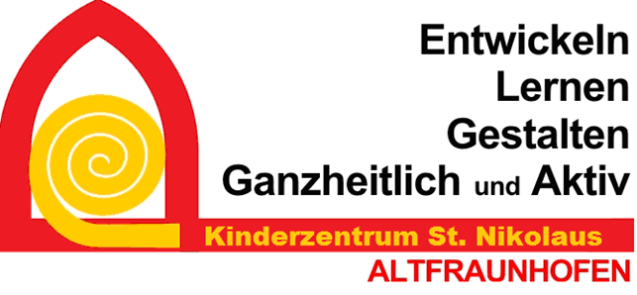 Entwickeln
Lernen
Gestalten
Ganzheitlich und Aktiv
Kinderzentrum St. Nikolaus
ALTFRAUNHOFEN